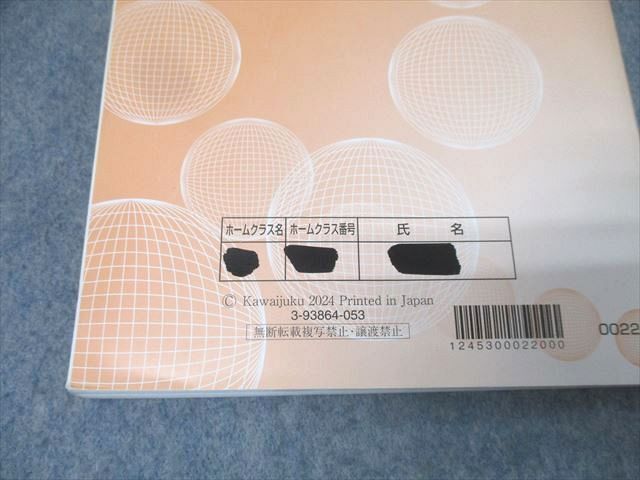 ホームクラス名 ホームクラス番号 氏 名
© Kawaijuku 2024 Printed in Japan
3-93864-053
無断転載複写禁止・譲渡禁止
1245300022000
0022